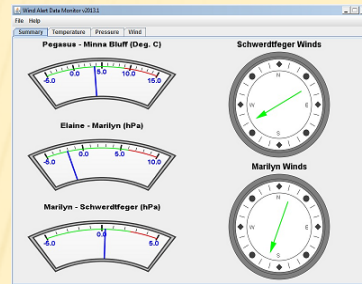 Wind Alert Data Monitor v2013.1
File Help
Summary Temperature Pressure Wind
Pegasus - Minna Bluff (Deg. C)
-5.0 0.0 5.0 10.0 15.0
Elaine - Marilyn (hPa)
-5.0 0.0 5.0 10.0
Marilyn - Schwerdtfeger (hPa)
-5.0 0.0 5.0
Schwerdtfeger Winds
N
W E
S
Marilyn Winds
N
W E
S